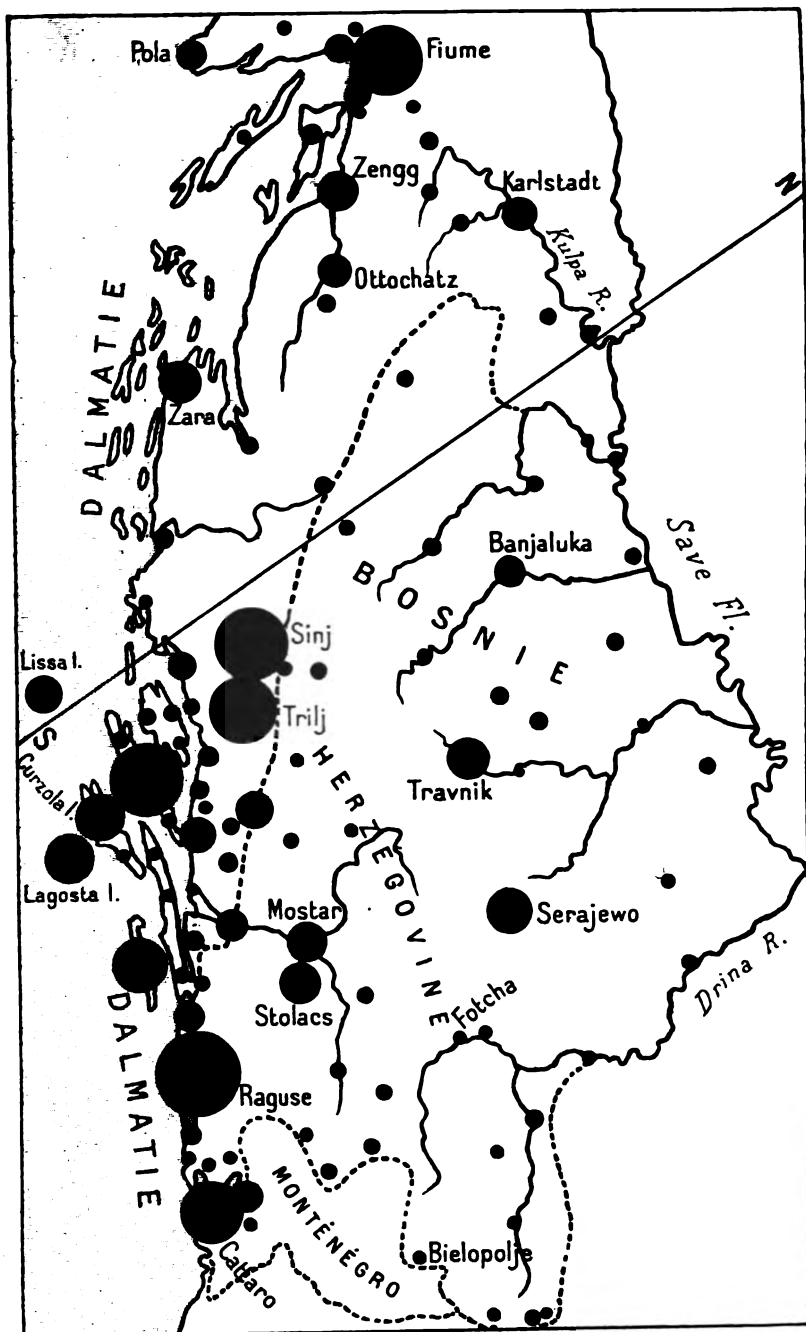 Pola
Fiume
Zengg
Karlstadt
N
Kulpa R.
Ottochatz
DALMATIE
Zara
Save Fl.
Banjaluka
BOSNIE
Sinj
Lissa I.
Trilj
S
Curzola I.
HERZEGOVINE
Travnik
Lagosta I.
Mostar
Serajewo
Stolacs
Fotcha
Drina R.
DALMATIE
Raguse
MONTÉNÉGRO
Bielopolje
Cattaro